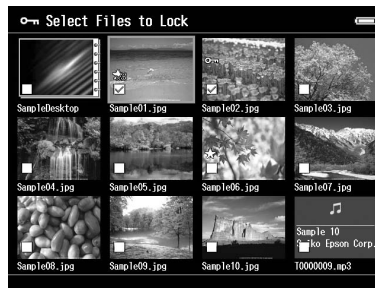 Select Files to Lock
SampleDesktop
Sample01.jpg
Sample02.jpg
Sample03.jpg
Sample04.jpg
Sample05.jpg
Sample06.jpg
Sample07.jpg
Sample 10
Seiko Epson Corp.
Sample08.jpg
Sample09.jpg
Sample10.jpg
T0000009.mp3